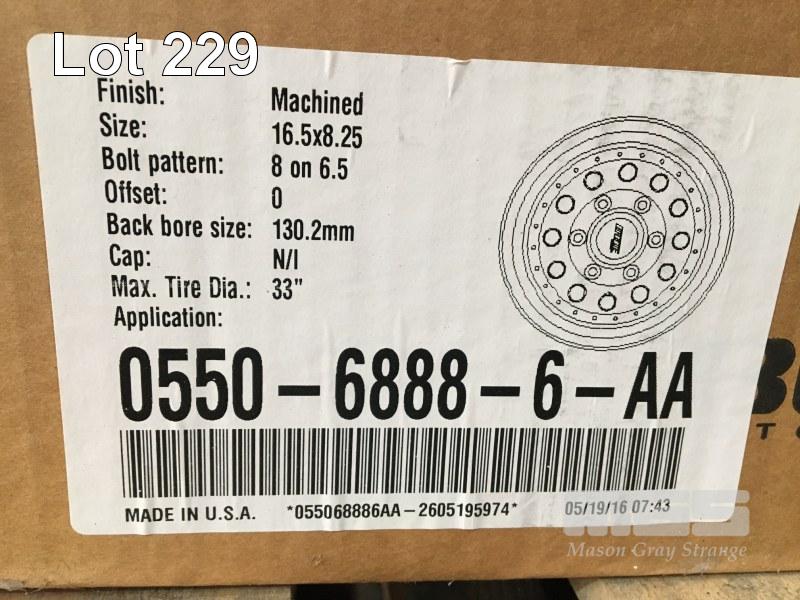 Lot 229
Finish: Machined
Size: 16.5x8.25
Bolt pattern: 8 on 6.5
Offset: 0
Back bore size: 130.2mm
Cap: N/I
Max. Tire Dia.: 33"
Application:
0550-6888-6-AA
MADE IN U.S.A. *055068886AA-2605195974* 05/19/16 07:43
MGS
Mason Gray Strange